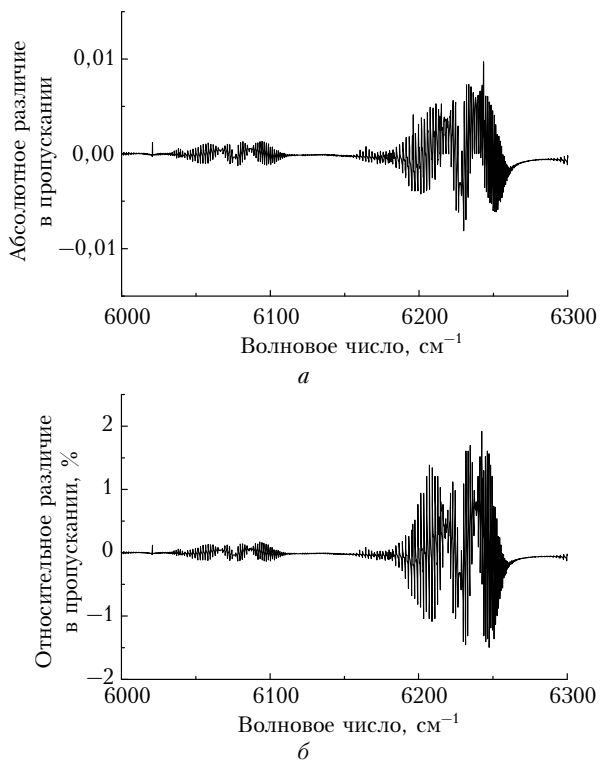 Абсолютное различие
в пропускании
0,01
0,00
−0,01
6000 6100 6200 6300
Волновое число, см⁻¹
а
Относительное различие
в пропускании, %
2
1
0
−1
−2
6000 6100 6200 6300
Волновое число, см⁻¹
б